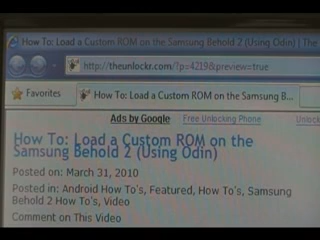 How To: Load a Custom ROM on the Samsung Behold 2 (Using Odin) | The
http://theunlockr.com/?p=4219&preview=true
Favorites
How To: Load a Custom ROM on the Samsung B...
Ads by Google
Free Unlocking Phone
Unlock
How To: Load a Custom ROM on the
Samsung Behold 2 (Using Odin)
Posted on: March 31, 2010
Posted in: Android How To's, Featured, How To's, Samsung
Behold 2 How To's, Video
Comment on This Video